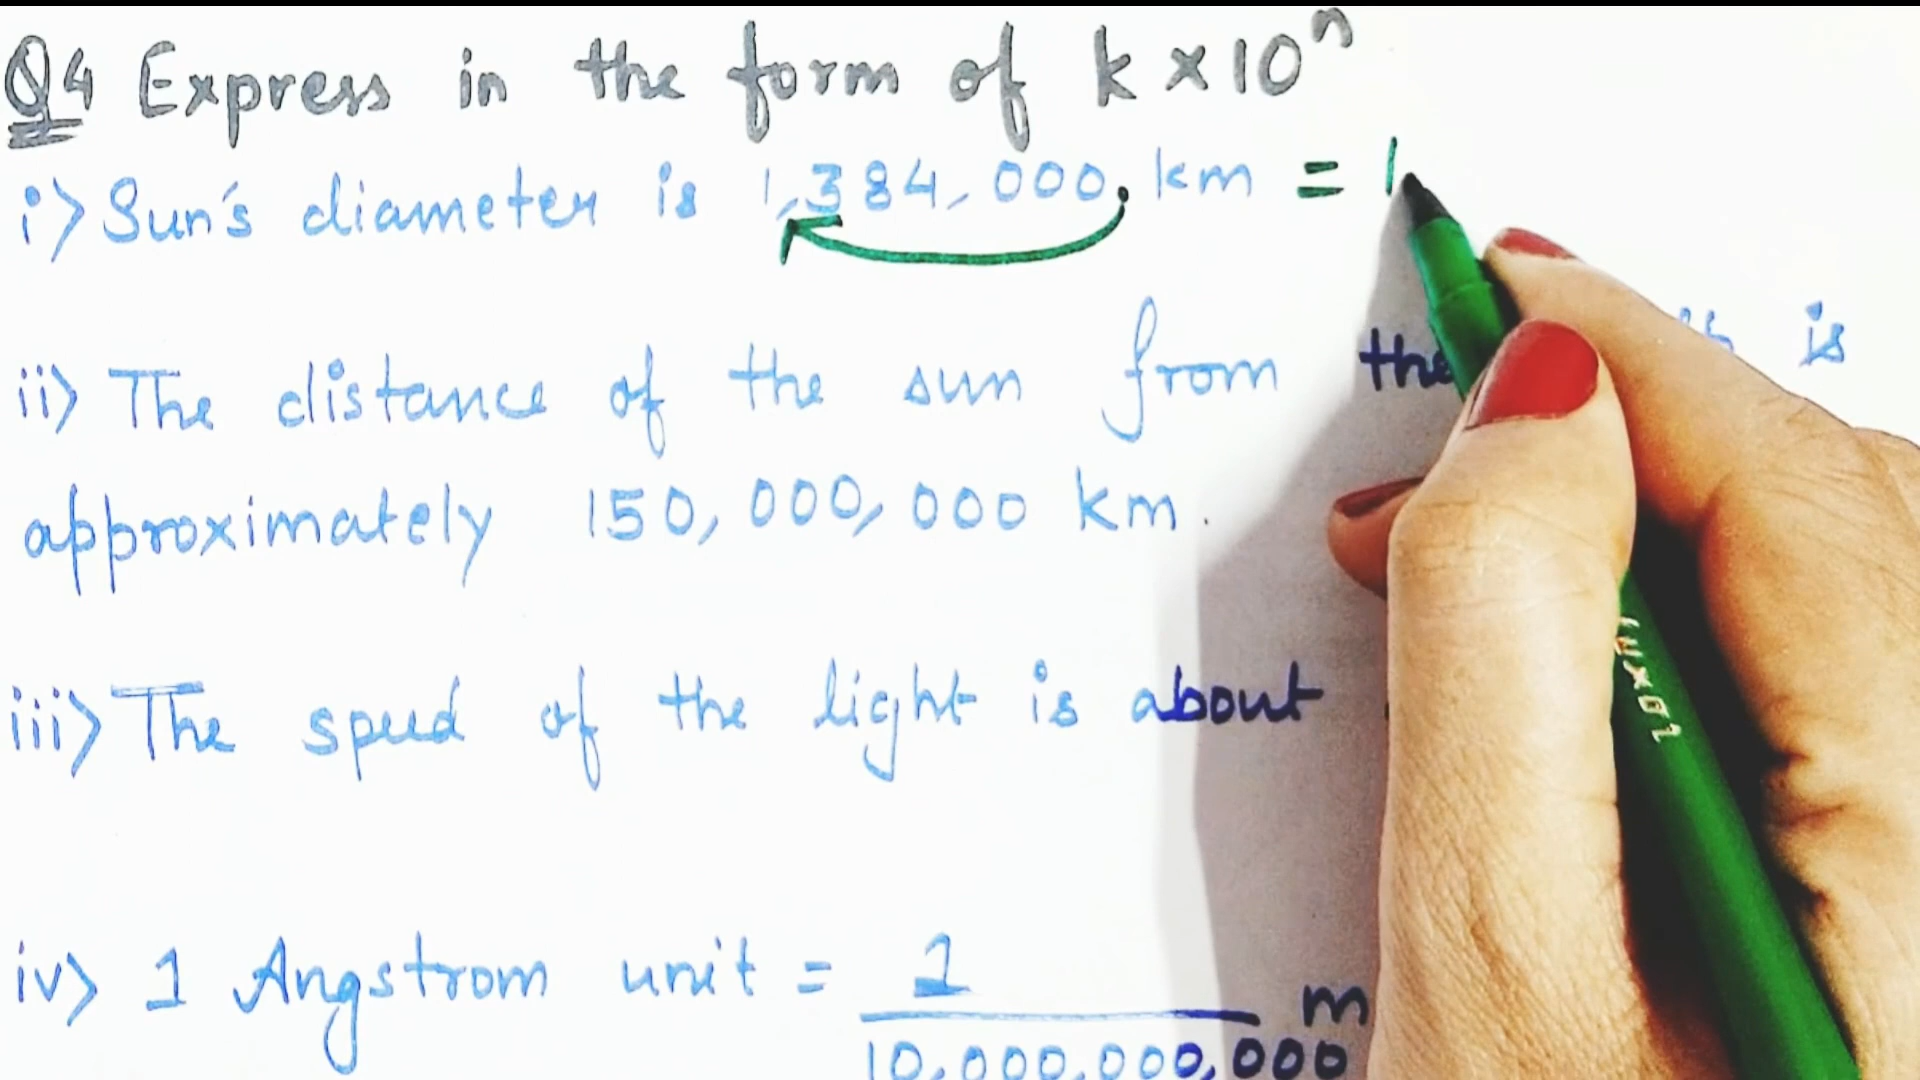 Q4 Express in the form of k × 10ⁿ
i> Sun's diameter is 1,384,000. km = 1
ii> The distance of the sun from the is
approximately 150,000,000 km.
iii> The speed of the light is about
iv> 1 Angstrom unit = 1
m
10,000,000,000